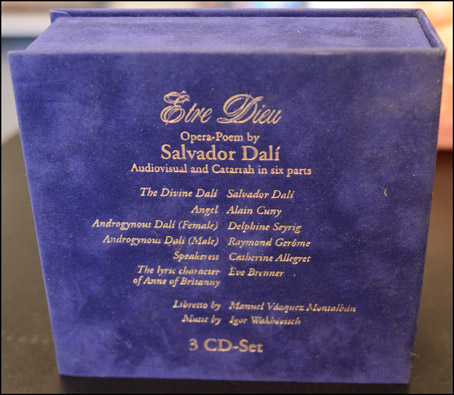 Etre Dieu
Opera-Poem by
Salvador Dalí
Audiovisual and Catarrah in six parts
The Divine Dalí Salvador Dalí
Angel Alain Cuny
Androgynous Dalí (Female) Delphine Seyrig
Androgynous Dalí (Male) Raymond Gerôme
Speakeress Catherine Allegret
The lyric character Ève Brenner
of Anne of Britanny
Libretto by Manuel Vázquez Montalbán
Music by Igor Wakhévitch
3 CD-Set